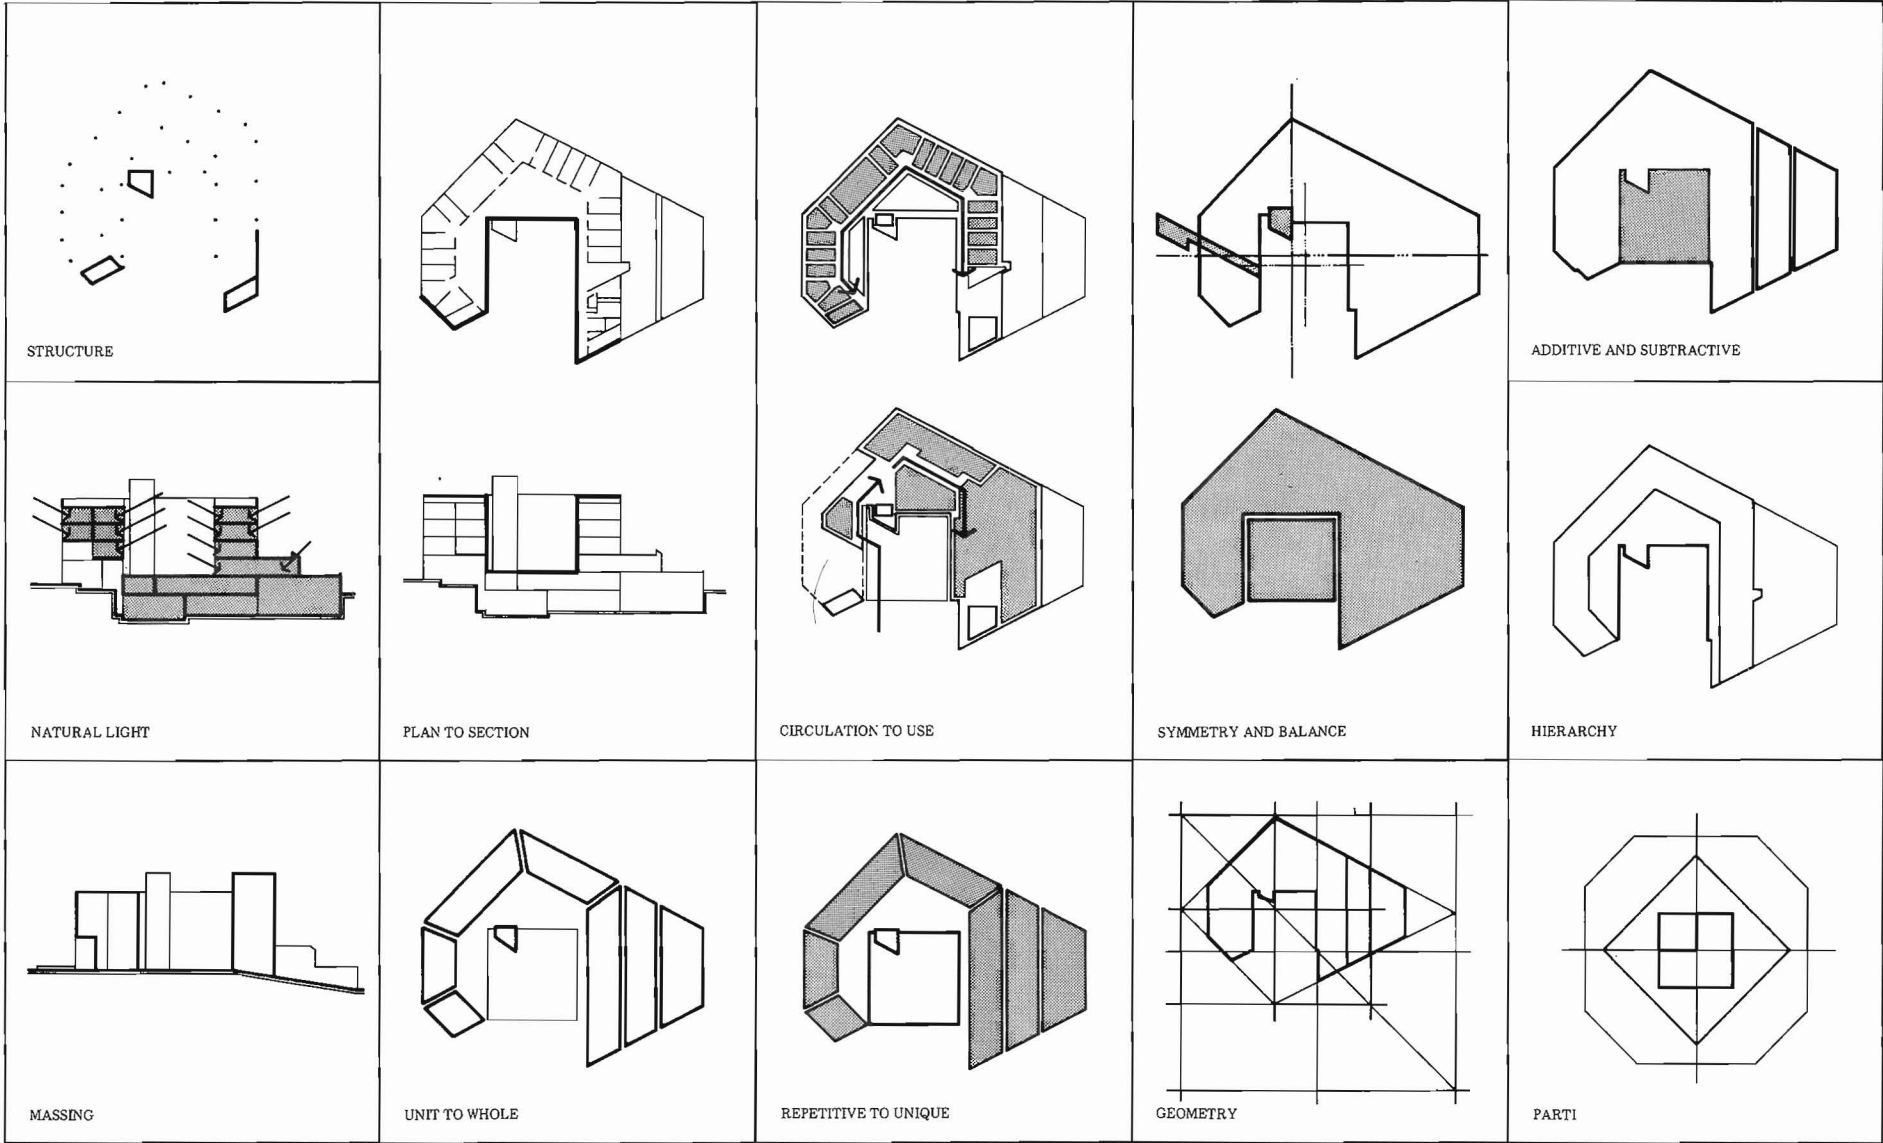 STRUCTURE
ADDITIVE AND SUBTRACTIVE
NATURAL LIGHT
PLAN TO SECTION
CIRCULATION TO USE
SYMMETRY AND BALANCE
HIERARCHY
MASSING
UNIT TO WHOLE
REPETITIVE TO UNIQUE
GEOMETRY
PARTI